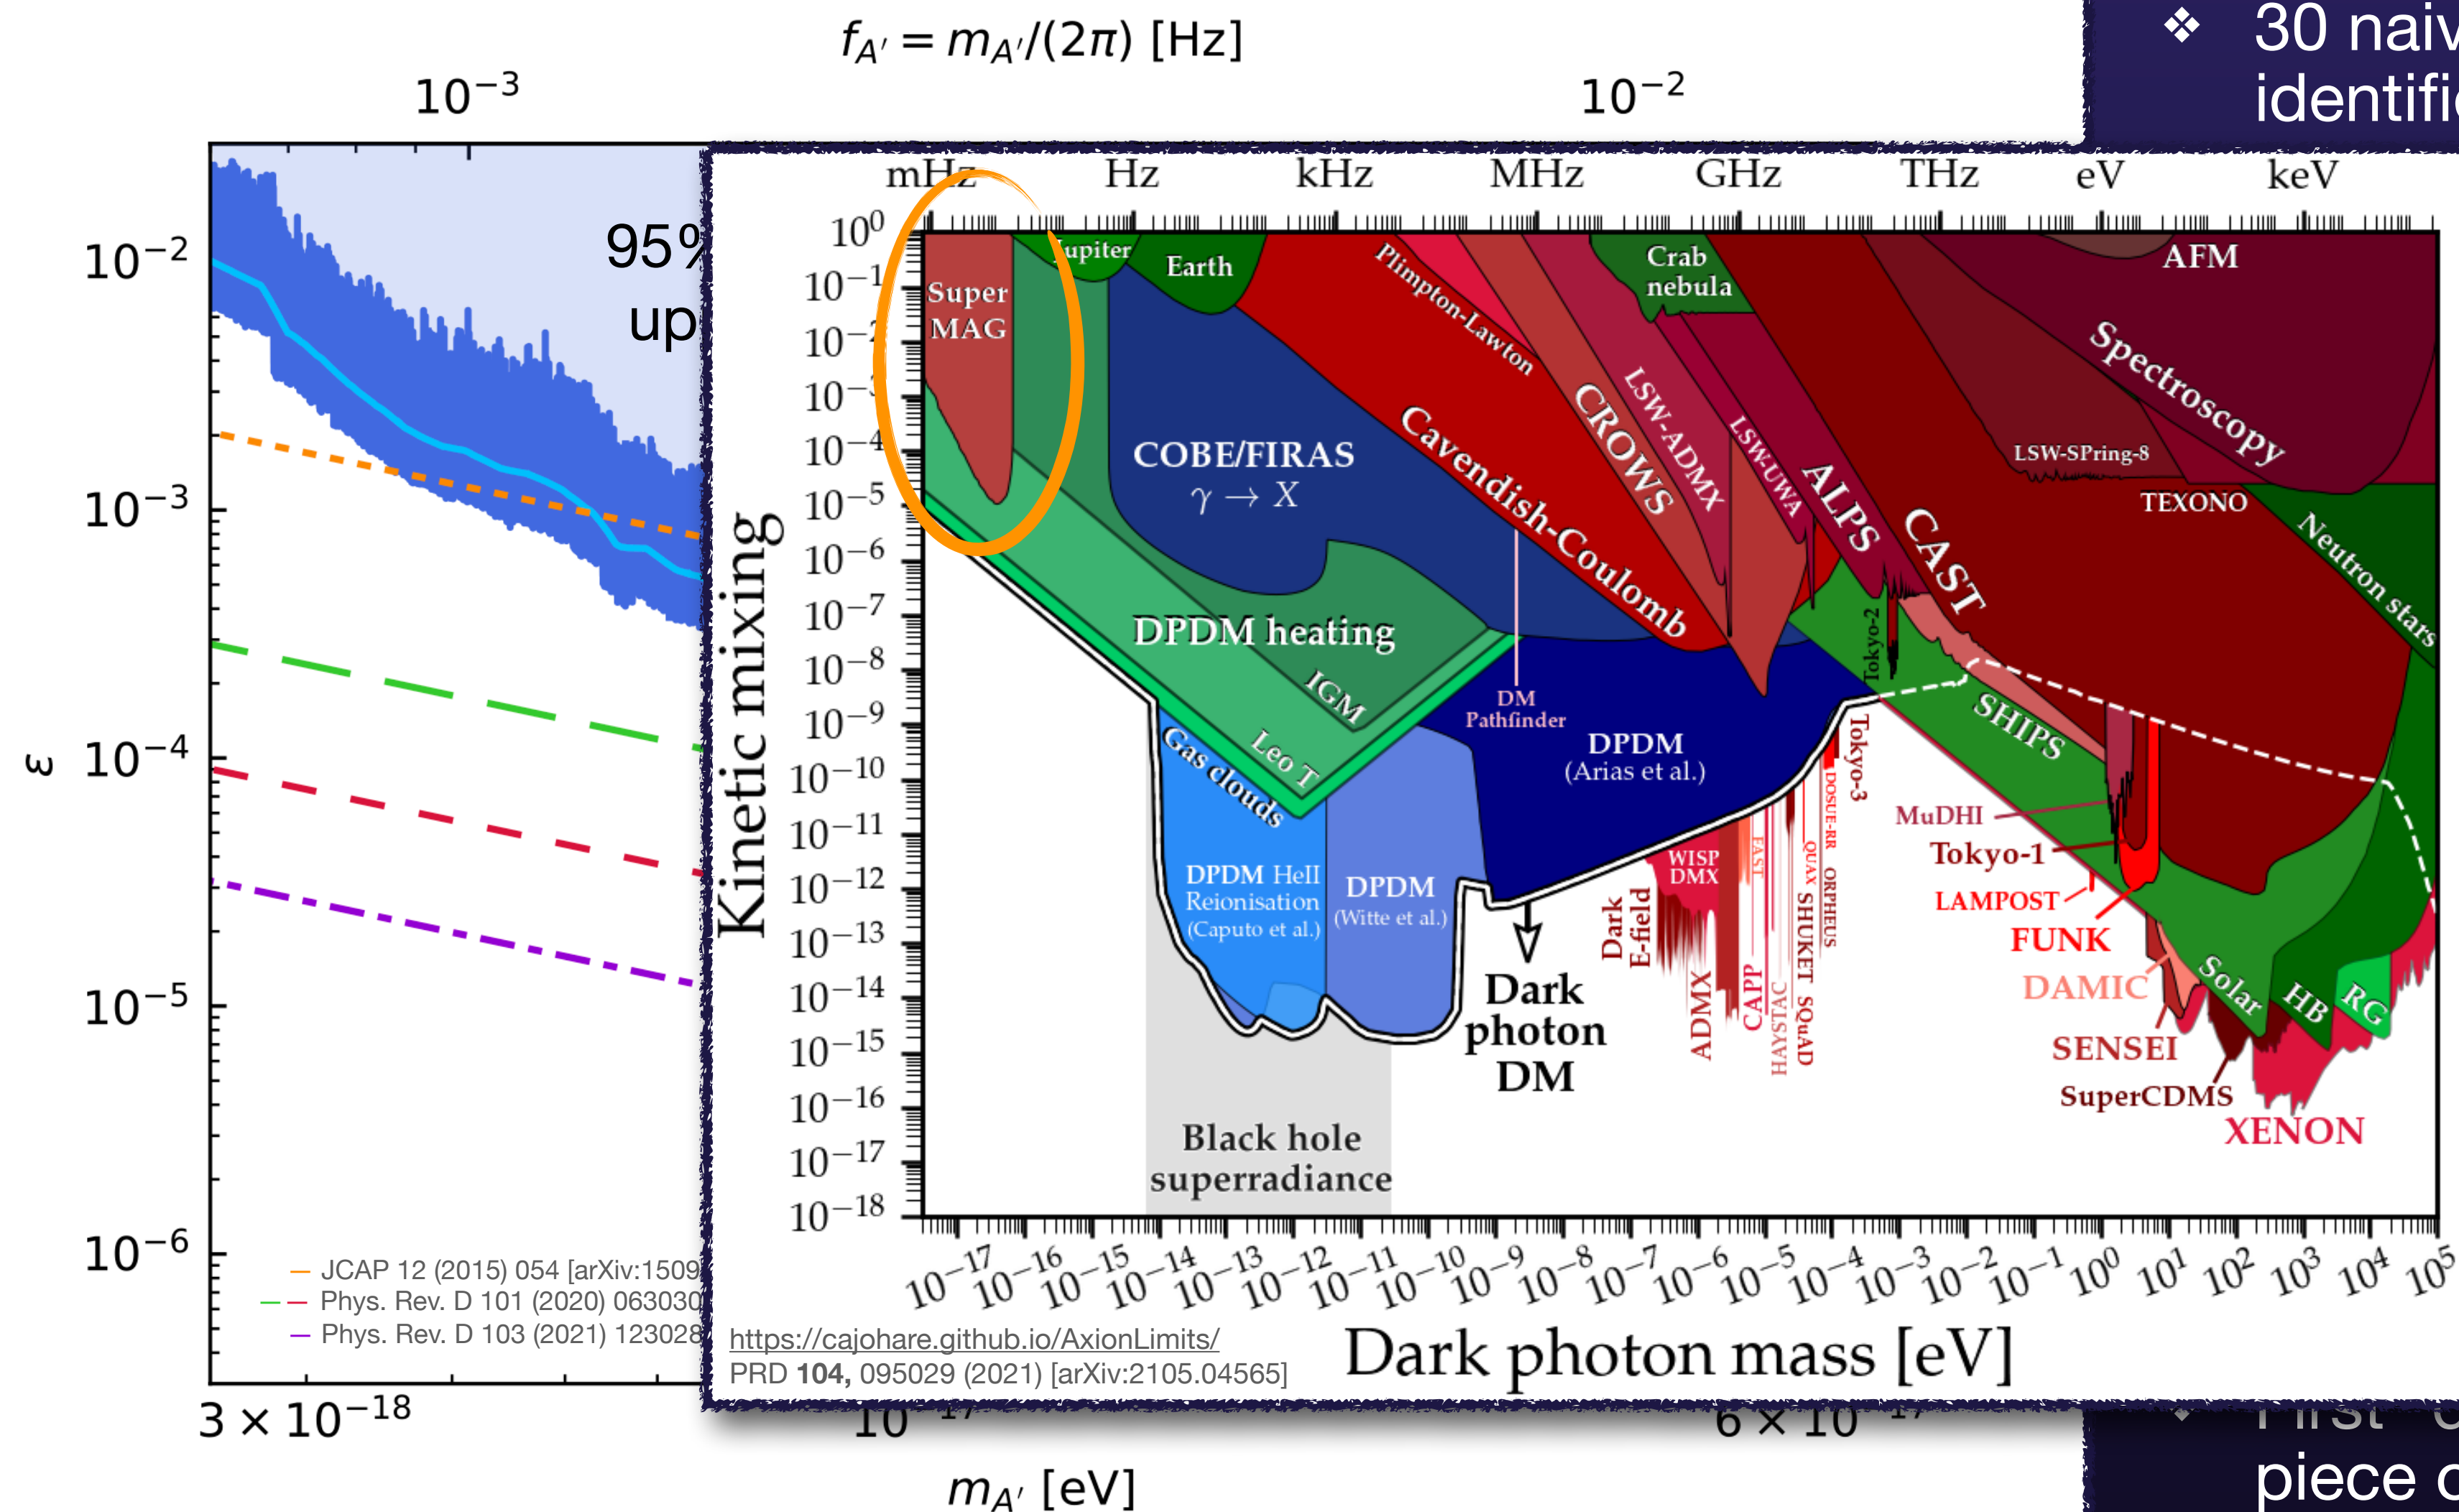 f_A′ = m_A′/(2π) [Hz]
10⁻³
10⁻²
30 naiv
identific
10⁻²
10⁻³
10⁻⁴
10⁻⁵
10⁻⁶
ε
95%
up
JCAP 12 (2015) 054 [arXiv:1509
Phys. Rev. D 101 (2020) 063030
Phys. Rev. D 103 (2021) 123028
3 × 10⁻¹⁸
6 × 10⁻¹⁷
m_A′ [eV]
mHz Hz kHz MHz GHz THz eV keV
10⁰
10⁻¹
10⁻²
10⁻³
10⁻⁴
10⁻⁵
10⁻⁶
10⁻⁷
10⁻⁸
10⁻⁹
10⁻¹⁰
10⁻¹¹
10⁻¹²
10⁻¹³
10⁻¹⁴
10⁻¹⁵
10⁻¹⁶
10⁻¹⁷
10⁻¹⁸
Kinetic mixing
Super
MAG
Jupiter
Earth
Plimpton-Lawton
Crab
nebula
AFM
Spectroscopy
COBE/FIRAS
γ → X
Cavendish-Coulomb
CROWS
LSW-ADMX
LSW-UWA
ALPS
CAST
LSW-SPring-8
TEXONO
Neutron stars
DPDM heating
IGM
Leo T
Gas clouds
DM
Pathfinder
DPDM
(Arias et al.)
Tokyo-2
SHIPS
Tokyo-3
DOSUE-RR
DPDM HeII
Reionisation
(Caputo et al.)
DPDM
(Witte et al.)
WISP
DMX
FAST
QUAX
ORPHEUS
Dark
E-field
ADMX
CAPP
HAYSTAC
SHUKET
SQuAD
MuDHI
Tokyo-1
LAMPOST
FUNK
DAMIC
SENSEI
SuperCDMS
XENON
Solar
HB
RG
Dark
photon
DM
Black hole
superradiance
10⁻¹⁷ 10⁻¹⁶ 10⁻¹⁵ 10⁻¹⁴ 10⁻¹³ 10⁻¹² 10⁻¹¹ 10⁻¹⁰ 10⁻⁹ 10⁻⁸ 10⁻⁷ 10⁻⁶ 10⁻⁵ 10⁻⁴ 10⁻³ 10⁻² 10⁻¹ 10⁰ 10¹ 10² 10³ 10⁴ 10⁵
Dark photon mass [eV]
https://cajohare.github.io/AxionLimits/
PRD 104, 095029 (2021) [arXiv:2105.04565]
piece